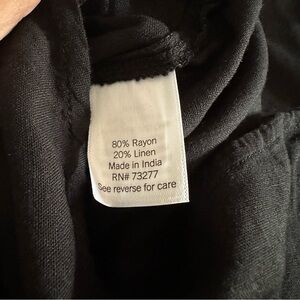 80% Rayon
20% Linen
Made in India
RN# 73277
See reverse for care